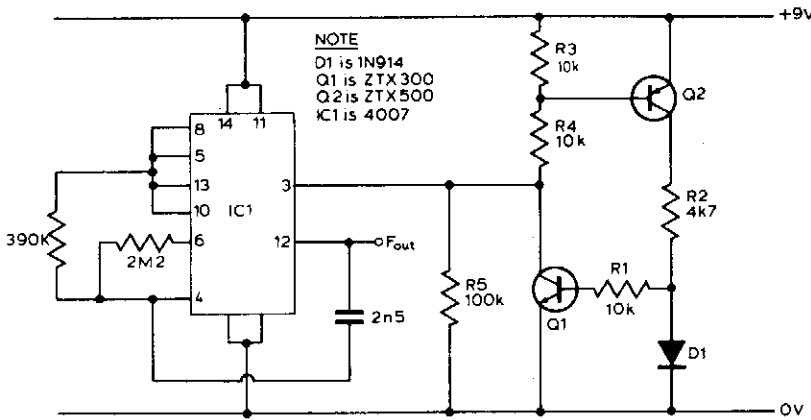 +9v
NOTE
D1 is 1N914
Q1 is ZTX300
Q2 is ZTX500
IC1 is 4007
R3
10k
Q2
14 11
8
5
13
10
6
4
3
12
IC1
R4
10k
R2
4k7
390K
2M2
Fout
2n5
R5
100k
R1
10k
Q1
D1
0V